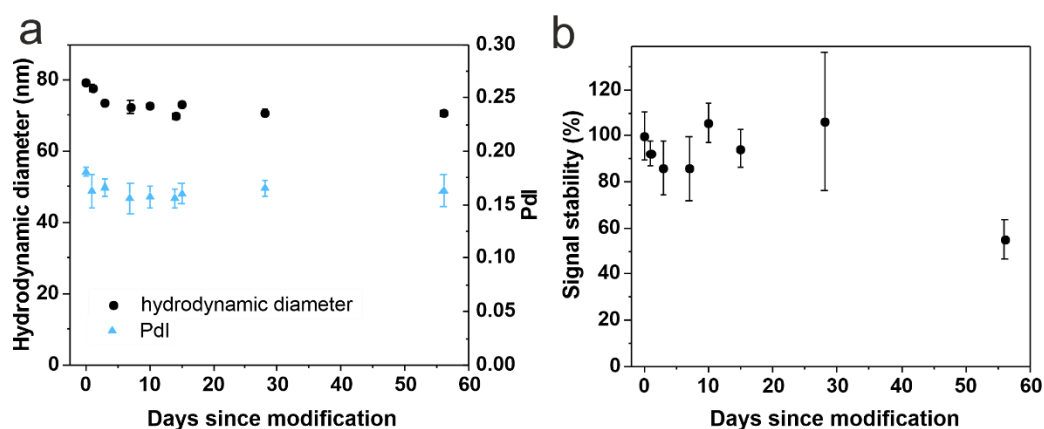 a
Hydrodynamic diameter (nm)
80
60
40
20
0
0.30
0.25
0.20
0.15
0.10
0.05
0.00
PdI
hydrodynamic diameter
PdI
0 10 20 30 40 50 60
Days since modification
b
Signal stability (%)
120
100
80
60
40
20
0
0 10 20 30 40 50 60
Days since modification